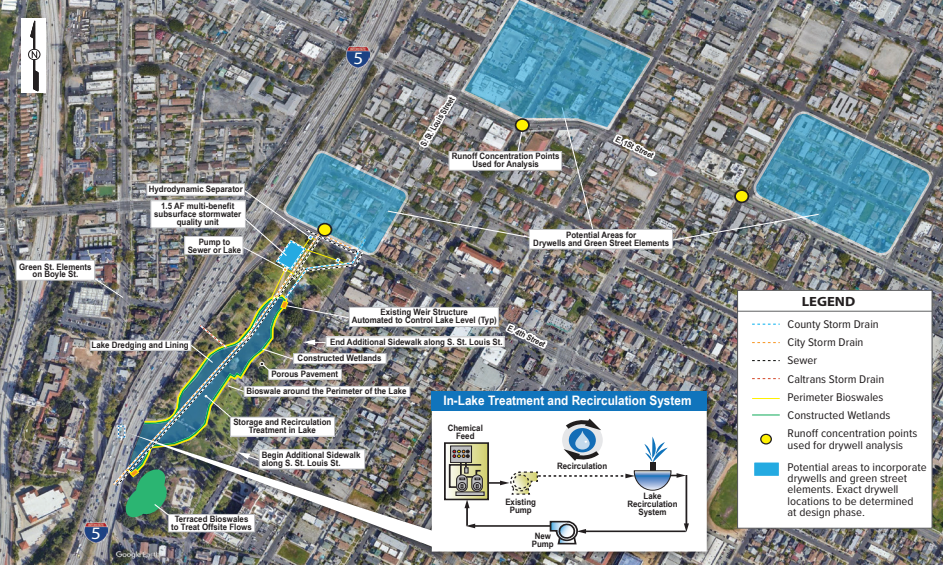 N
INTERSTATE
5
S. St. Louis Street
E. 1St Street
Runoff Concentration Points
Used for Analysis
Hydrodynamic Separator
1.5 AF multi-benefit
subsurface stormwater
quality unit
Pump to
Sewer or Lake
Potential Areas for
Drywells and Green Street Elements
Green St. Elements
on Boyle St.
Existing Weir Structure
Automated to Control Lake Level (Typ)
E. 4th Street
End Additional Sidewalk along S. St. Louis St.
Lake Dredging and Lining
Constructed Wetlands
Porous Pavement
Bioswale around the Perimeter of the Lake
Storage and Recirculation
Treatment in Lake
Begin Additional Sidewalk
along S. St. Louis St.
Terraced Bioswales
to Treat Offsite Flows
5
Google Earth
In-Lake Treatment and Recirculation System
Chemical
Feed
Recirculation
Existing
Pump
Lake
Recirculation
System
New
Pump
LEGEND
County Storm Drain
City Storm Drain
Sewer
Caltrans Storm Drain
Perimeter Bioswales
Constructed Wetlands
Runoff concentration points
used for drywell analysis
Potential areas to incorporate
drywells and green street
elements. Exact drywell
locations to be determined
at design phase.